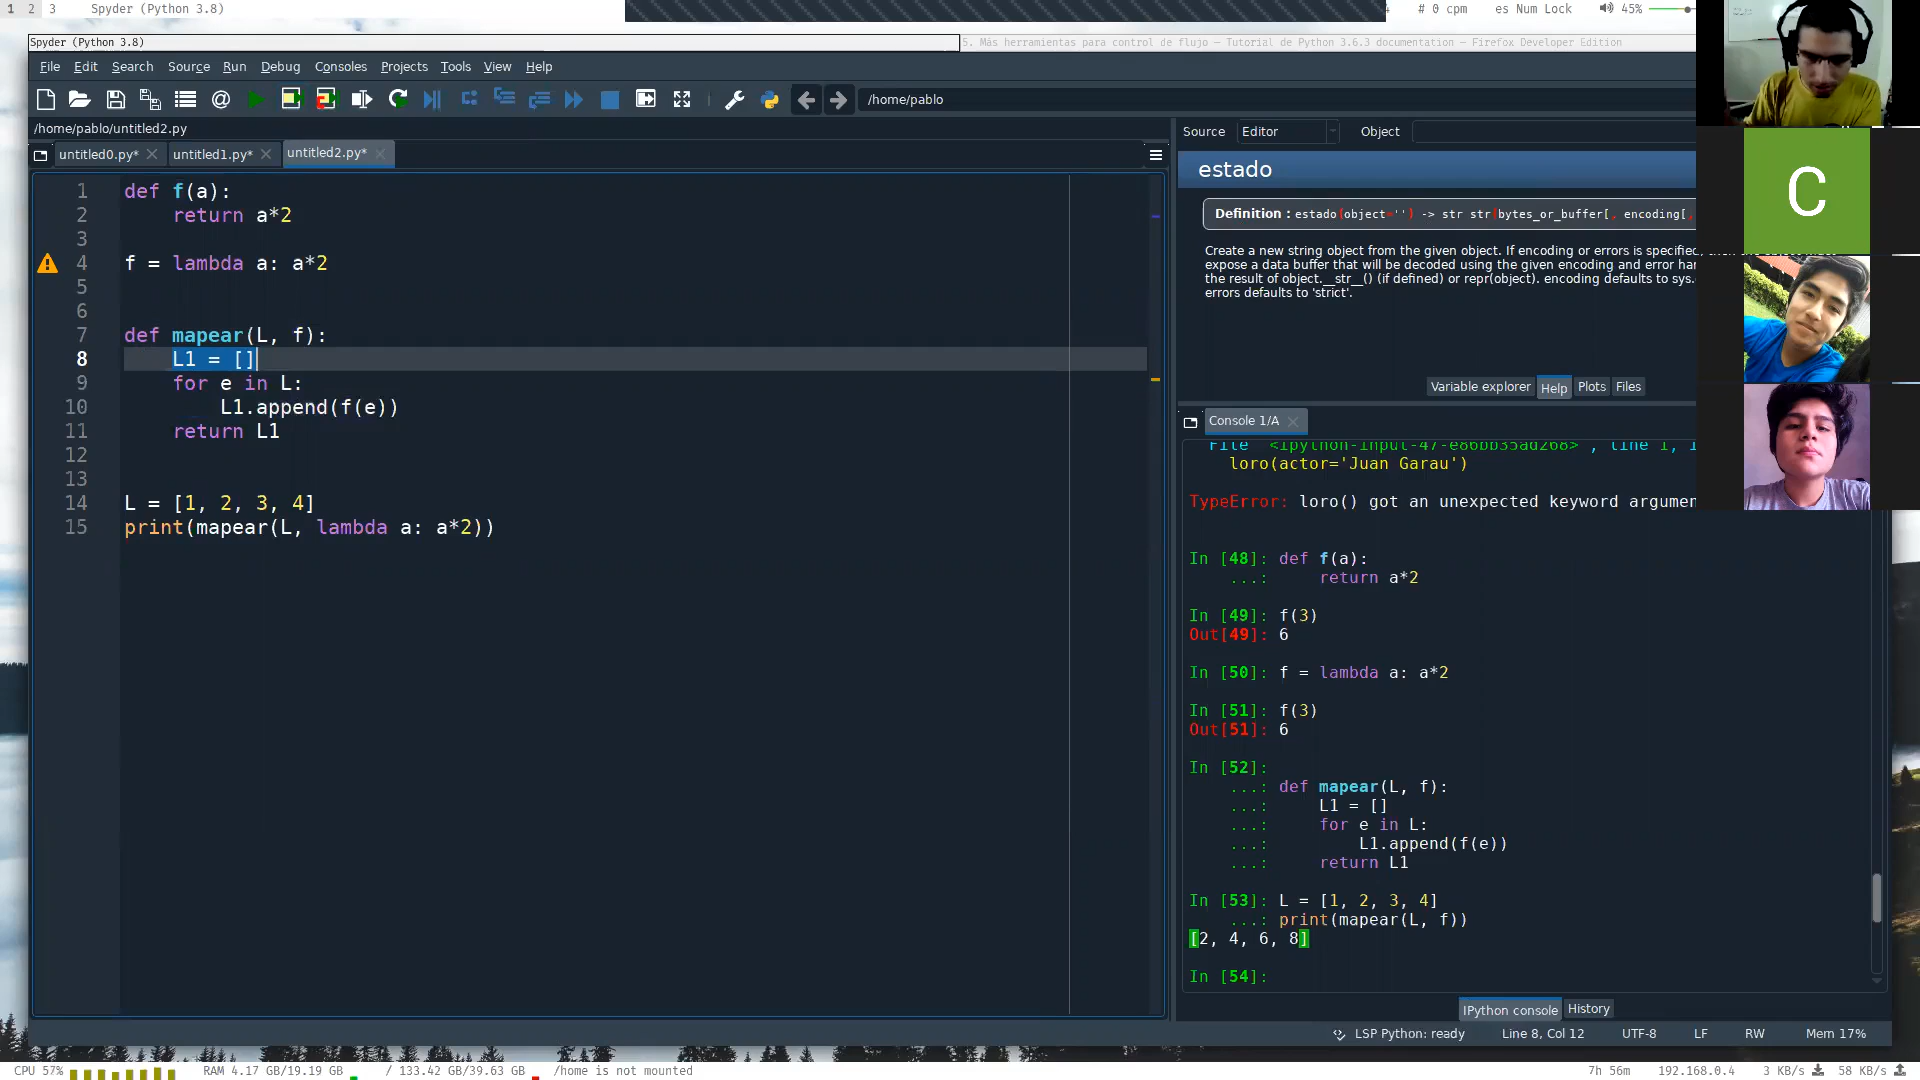 1 2 3 Spyder (Python 3.8)
# 0 cpm es Num Lock 45%
Spyder (Python 3.8)
5. Más herramientas para control de flujo — Tutorial de Python 3.6.3 documentation — Firefox Developer Edition
File Edit Search Source Run Debug Consoles Projects Tools View Help
/home/pablo
/home/pablo/untitled2.py
untitled0.py* untitled1.py* untitled2.py*
1 def f(a):
2 return a*2
3
4 f = lambda a: a*2
5
6
7 def mapear(L, f):
8 L1 = []
9 for e in L:
10 L1.append(f(e))
11 return L1
12
13
14 L = [1, 2, 3, 4]
15 print(mapear(L, lambda a: a*2))
Source Editor Object
estado
Definition : estado(object='') -> str str(bytes_or_buffer[, encoding[,
Create a new string object from the given object. If encoding or errors is specified,
expose a data buffer that will be decoded using the given encoding and error
the result of object.__str__() (if defined) or repr(object). encoding defaults to sys.
errors defaults to 'strict'.
Variable explorer Help Plots Files
Console 1/A
File <ipython-input-47-e86bb35ad268>, line 1,
loro(actor='Juan Garau')
TypeError: loro() got an unexpected keyword
In [48]: def f(a):
...: return a*2
In [49]: f(3)
Out[49]: 6
In [50]: f = lambda a: a*2
In [51]: f(3)
Out[51]: 6
In [52]:
...: def mapear(L, f):
...: L1 = []
...: for e in L:
...: L1.append(f(e))
...: return L1
In [53]: L = [1, 2, 3, 4]
...: print(mapear(L, f))
[2, 4, 6, 8]
In [54]:
IPython console History
LSP Python: ready Line 8, Col 12 UTF-8 LF RW Mem 17%
CPU 57% RAM 4.17 GB/19.19 GB / 133.42 GB/39.63 GB /home is not mounted
7h 56m 192.168.0.4 3 KB/s 58 KB/s
C